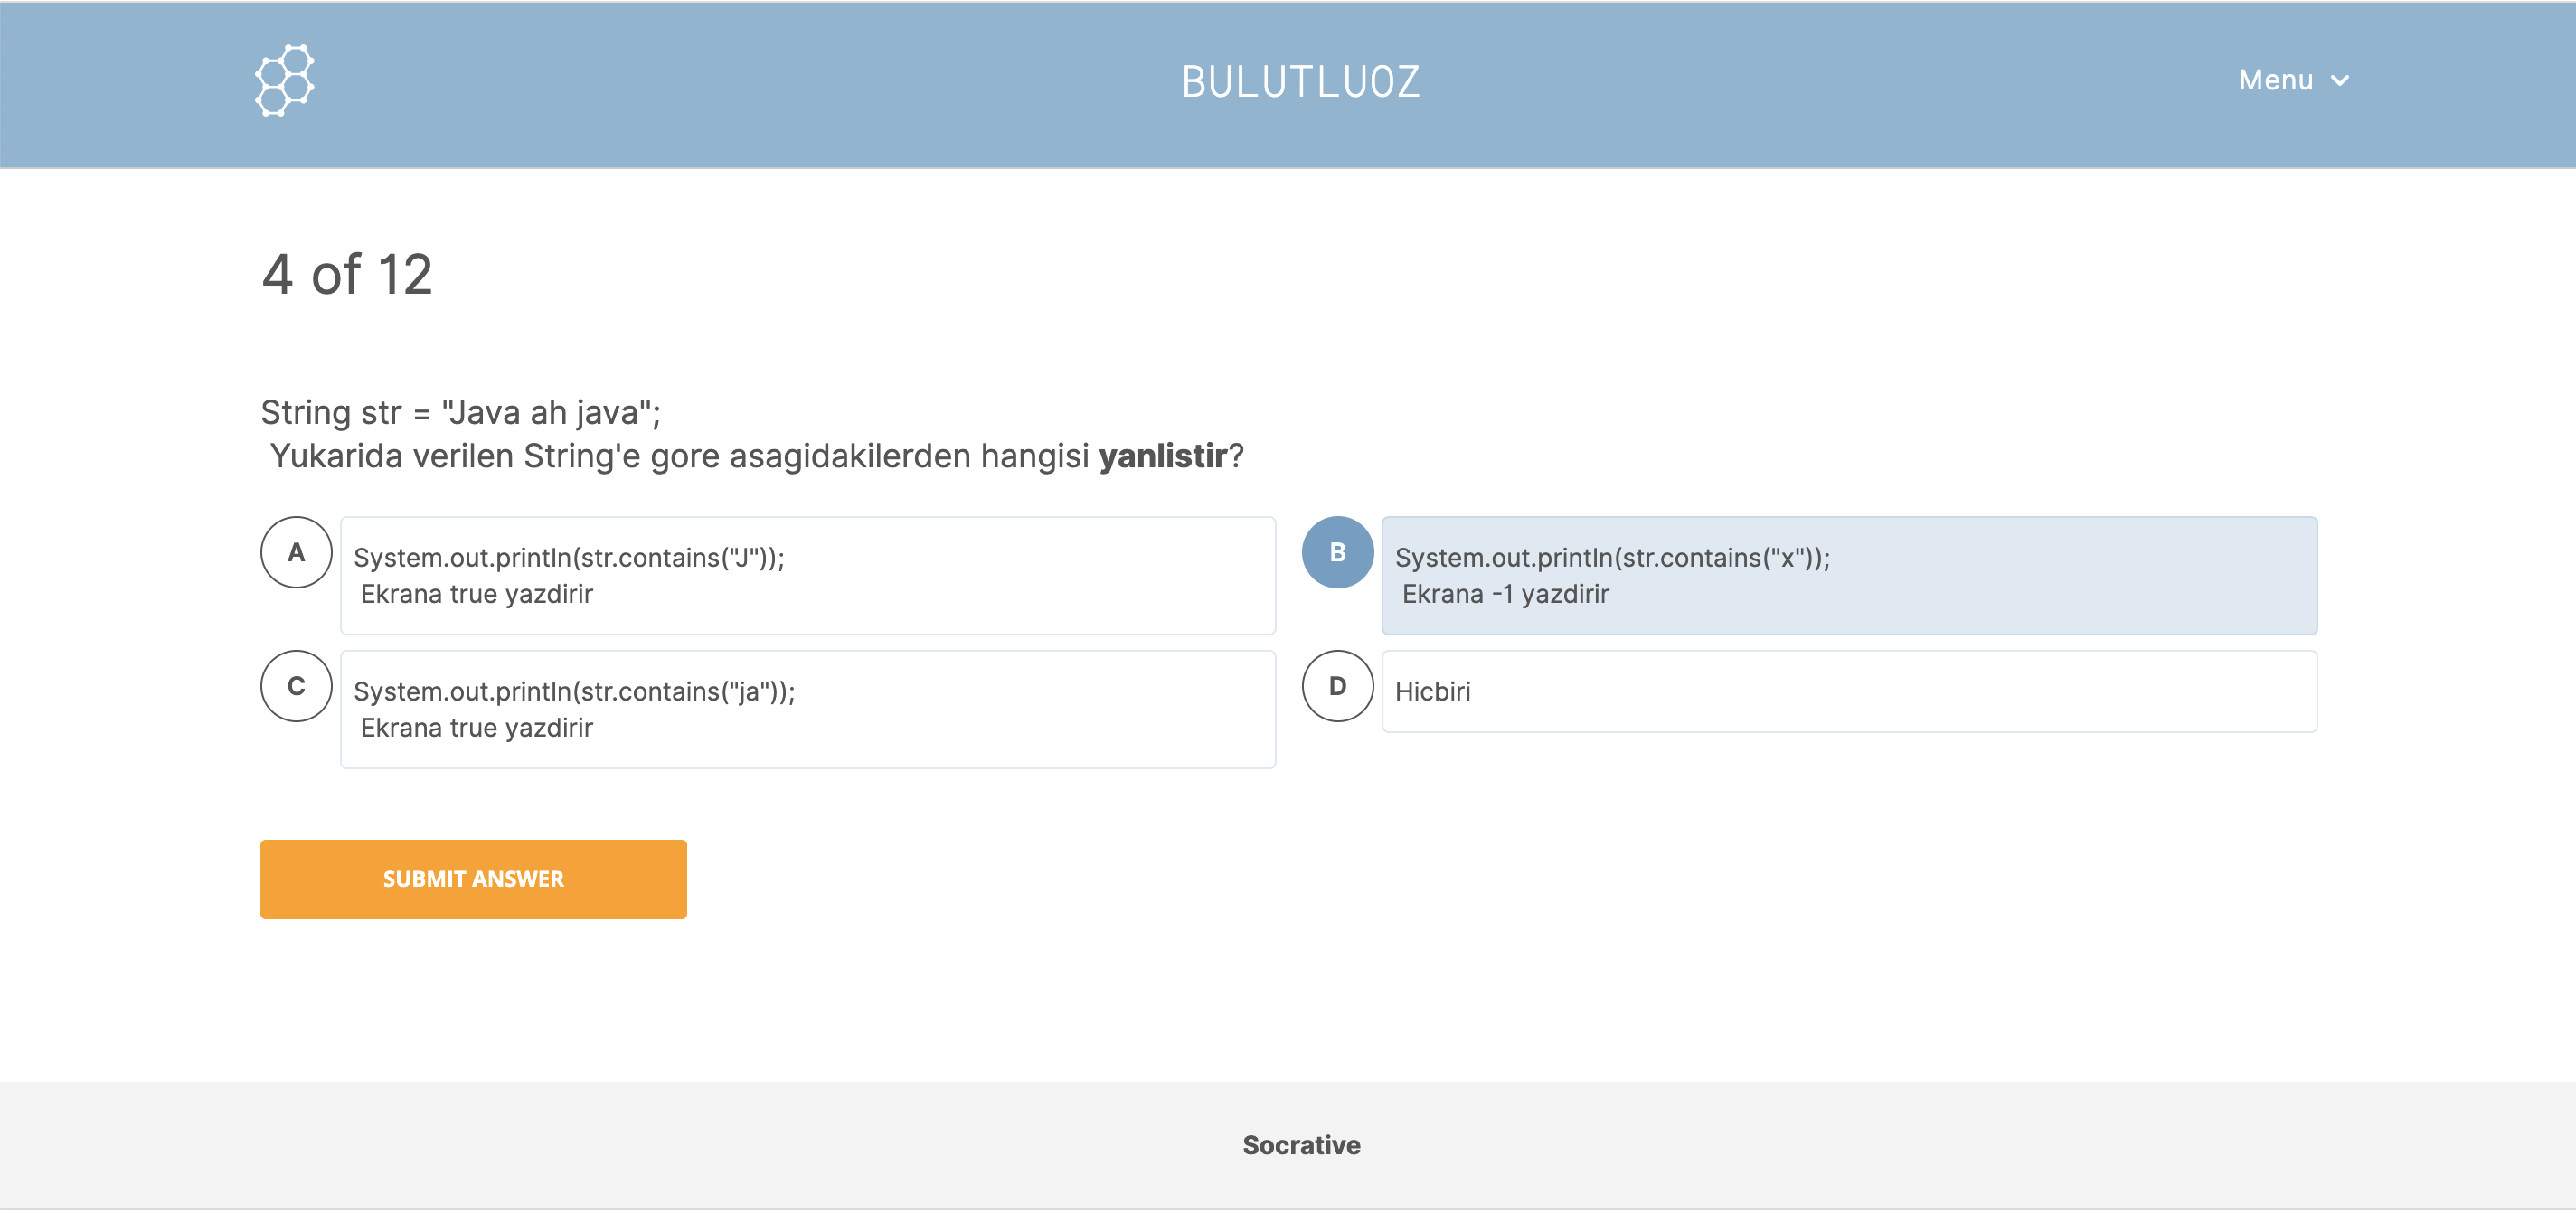 BULUTLUOZ
Menu
4 of 12
String str = "Java ah java";
Yukarida verilen String'e gore asagidakilerden hangisi yanlistir?
A
System.out.println(str.contains("J"));
Ekrana true yazdirir
B
System.out.println(str.contains("x"));
Ekrana -1 yazdirir
C
System.out.println(str.contains("ja"));
Ekrana true yazdirir
D
Hicbiri
SUBMIT ANSWER
Socrative